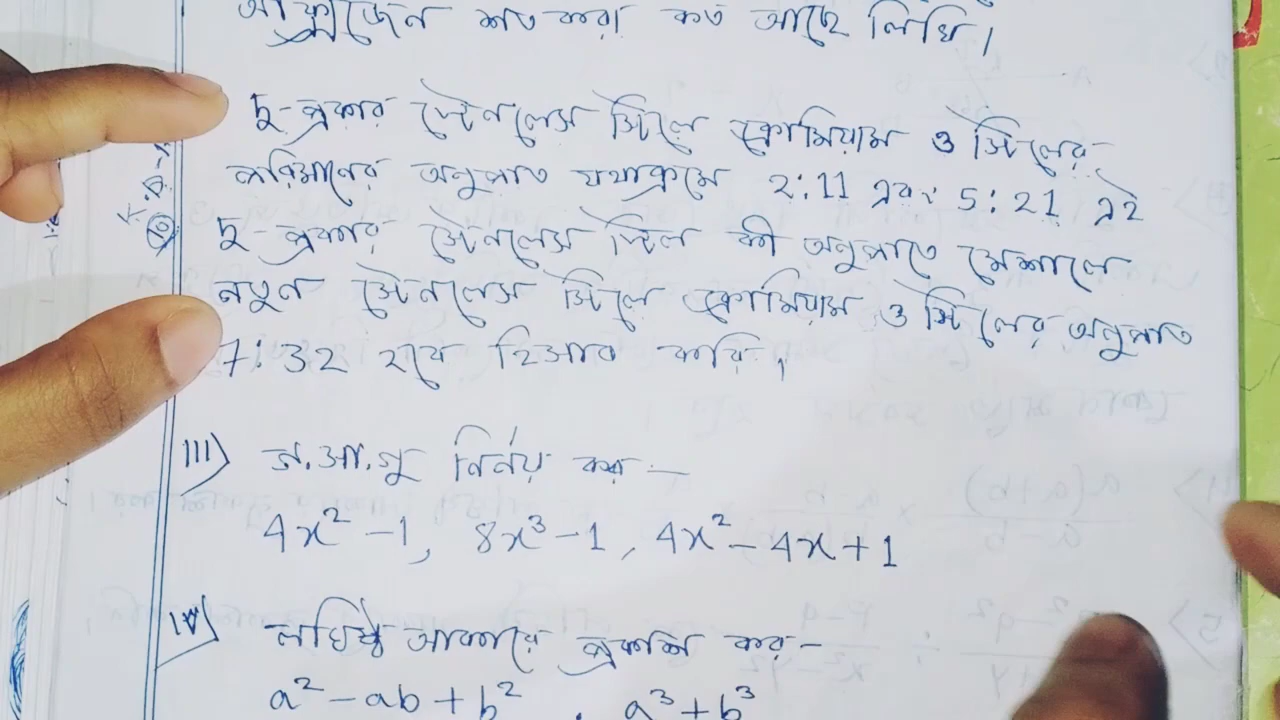 অক্সিজেন শতকরা কত আছে লিখি।
দু-প্রকার স্টেনলেস স্টিলে ক্রোমিয়াম ও স্টিলের
পরিমানের অনুপাত যথাক্রমে 2:11 এবং 5:21 এই
দু-প্রকার স্টেনলেস স্টিল কী অনুপাতে মেশালে
নতুন স্টেনলেস স্টিলে ক্রোমিয়াম ও স্টিলের অনুপাত
7:32 হবে হিসাব করি।
III) গ.সা.গু নির্নয় কর :-
4x² - 1, 8x³ - 1, 4x² - 4x + 1
IV) লঘিষ্ঠ আকারে প্রকাশ কর -
a² - ab + b² a³ + b³